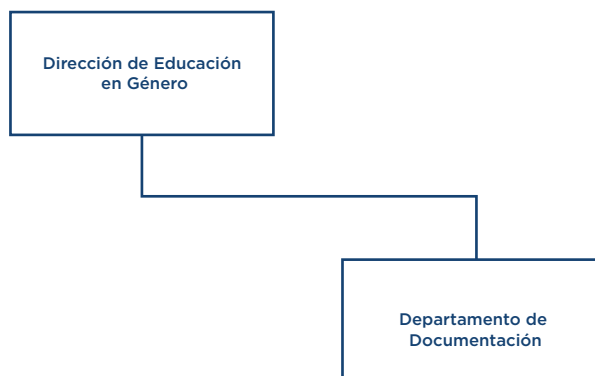 Dirección de Educación
en Género
Departamento de
Documentación